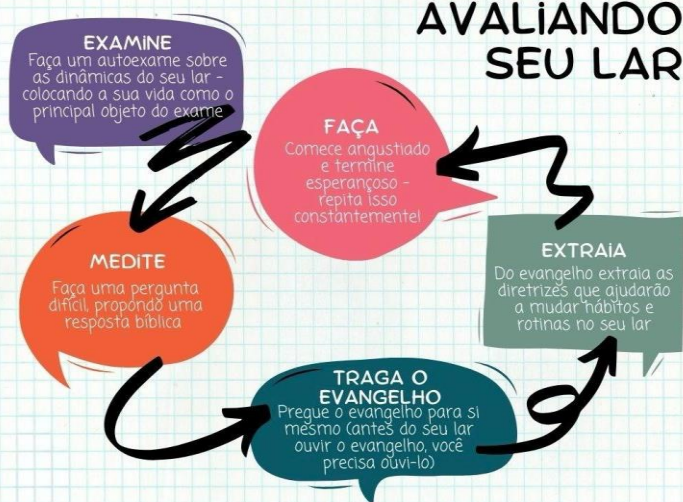 AVALIANDO
SEU LAR
EXAMINE
Faça um autoexame sobre
as dinâmicas do seu lar -
colocando a sua vida como o
principal objeto do exame
MEDITE
Faça uma pergunta
difícil, propondo uma
resposta bíblica
TRAGA O
EVANGELHO
Pregue o evangelho para si
mesmo (antes do seu lar
ouvir o evangelho, você
precisa ouvi-lo)
EXTRAIA
Do evangelho extraia as
diretrizes que ajudarão
a mudar hábitos e
rotinas no seu lar
FAÇA
Comece angustiado
e termine
esperançoso -
repita isso
constantemente!